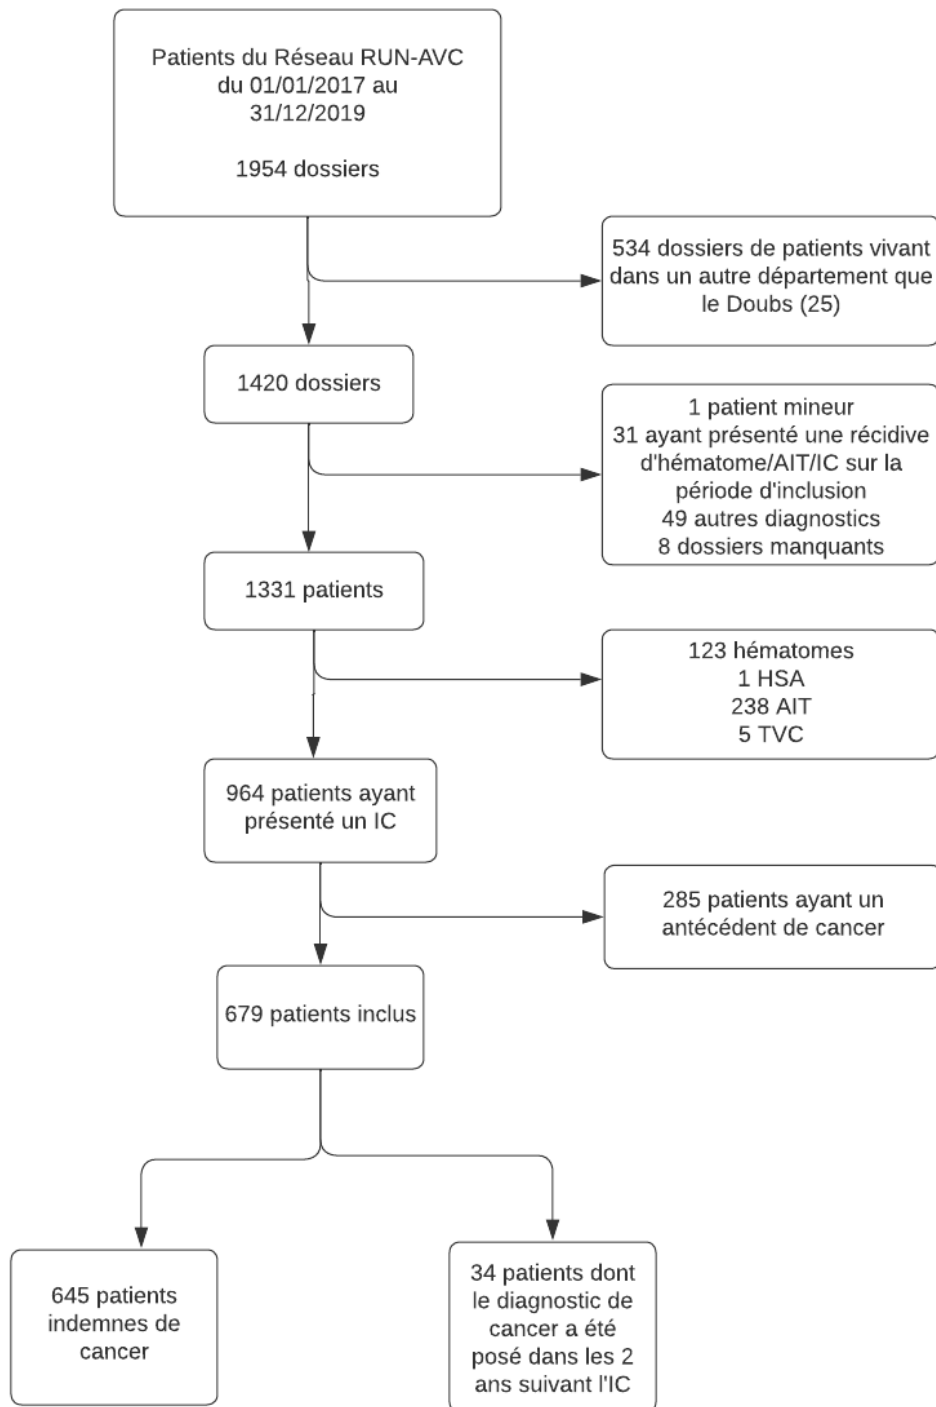 Patients du Réseau RUN-AVC
du 01/01/2017 au
31/12/2019
1954 dossiers
534 dossiers de patients vivant
dans un autre département que
le Doubs (25)
1420 dossiers
1 patient mineur
31 ayant présenté une récidive
d'hématome/AIT/IC sur la
période d'inclusion
49 autres diagnostics
8 dossiers manquants
1331 patients
123 hématomes
1 HSA
238 AIT
5 TVC
964 patients ayant
présenté un IC
285 patients ayant un
antécédent de cancer
679 patients inclus
645 patients
indemnes de
cancer
34 patients dont
le diagnostic de
cancer a été
posé dans les 2
ans suivant l'IC